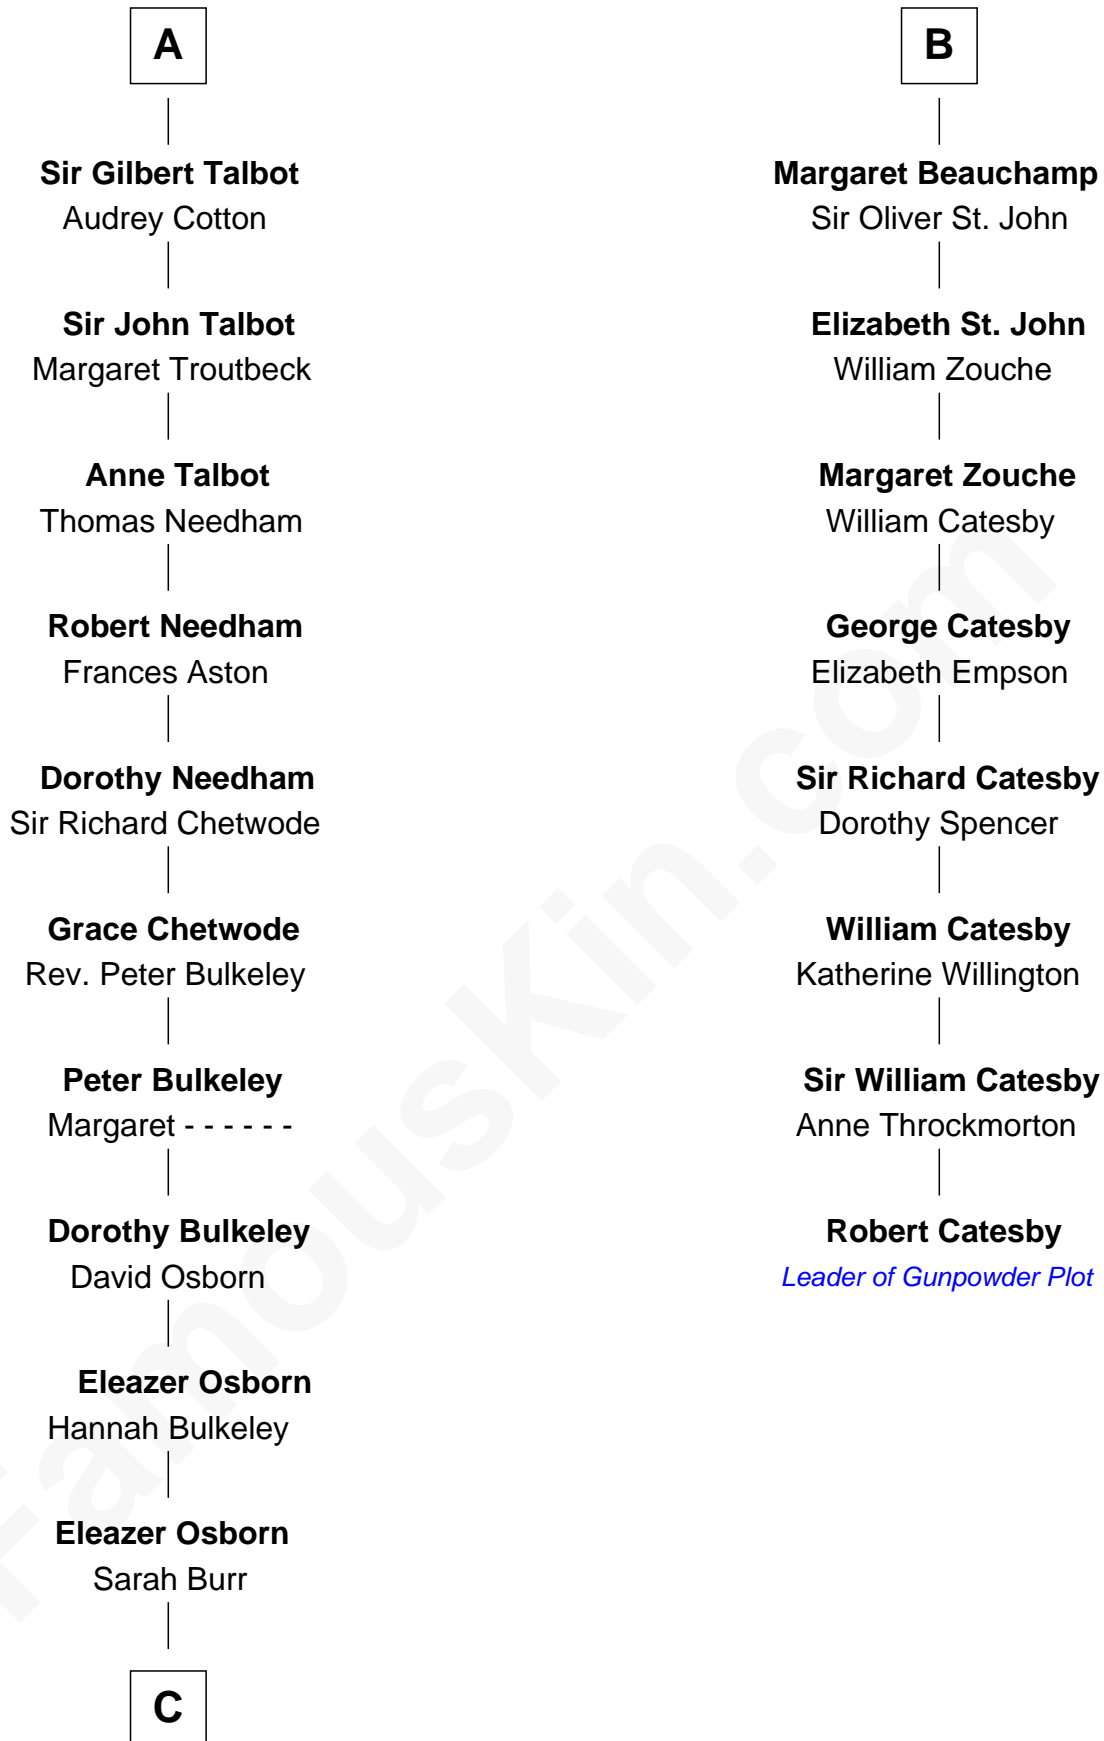 A
Sir Gilbert Talbot
Audrey Cotton
Sir John Talbot
Margaret Troutbeck
Anne Talbot
Thomas Needham
Robert Needham
Frances Aston
Dorothy Needham
Sir Richard Chetwode
Grace Chetwode
Rev. Peter Bulkeley
Peter Bulkeley
Margaret - - - - - -
Dorothy Bulkeley
David Osborn
Eleazer Osborn
Hannah Bulkeley
Eleazer Osborn
Sarah Burr
C
B
Margaret Beauchamp
Sir Oliver St. John
Elizabeth St. John
William Zouche
Margaret Zouche
William Catesby
George Catesby
Elizabeth Empson
Sir Richard Catesby
Dorothy Spencer
William Catesby
Katherine Willington
Sir William Catesby
Anne Throckmorton
Robert Catesby
Leader of Gunpowder Plot
FamousKin.com